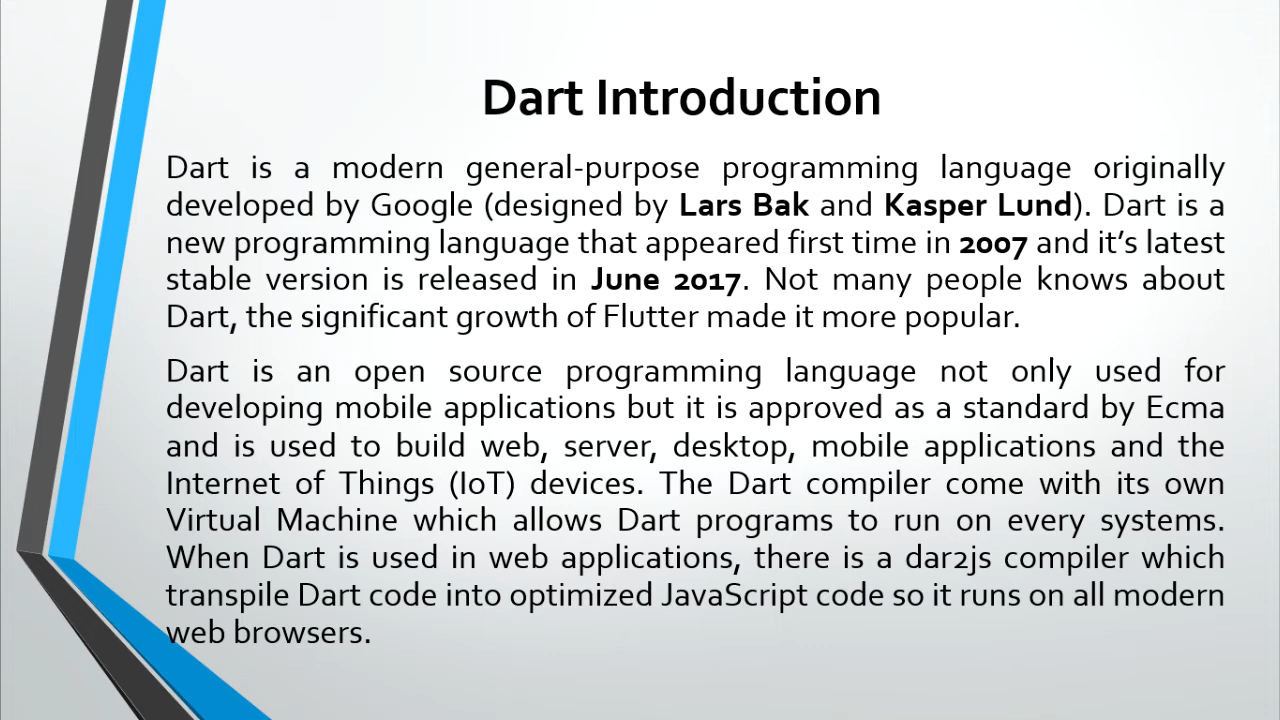 Dart Introduction
Dart is a modern general-purpose programming language originally
developed by Google (designed by Lars Bak and Kasper Lund). Dart is a
new programming language that appeared first time in 2007 and it’s latest
stable version is released in June 2017. Not many people knows about
Dart, the significant growth of Flutter made it more popular.
Dart is an open source programming language not only used for
developing mobile applications but it is approved as a standard by Ecma
and is used to build web, server, desktop, mobile applications and the
Internet of Things (IoT) devices. The Dart compiler come with its own
Virtual Machine which allows Dart programs to run on every systems.
When Dart is used in web applications, there is a dar2js compiler which
transpile Dart code into optimized JavaScript code so it runs on all modern
web browsers.